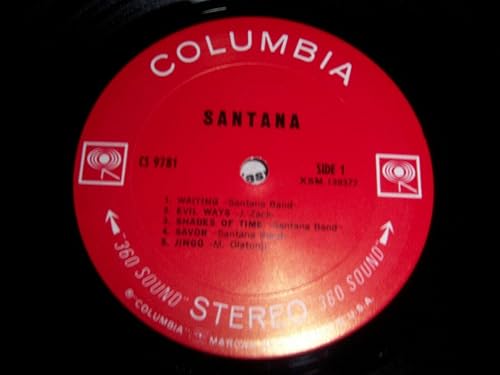 COLUMBIA
SANTANA
CS 9781
SIDE 1
XSM 139377
1. WAITING -Santana Band-
2. EVIL WAYS -J. Zack-
3. SHADES OF TIME -Santana Band-
4. SAVOR -Santana Band-
5. JINGO -M. Olatunji-
"360 SOUND" STEREO "360 SOUND"
® "COLUMBIA"